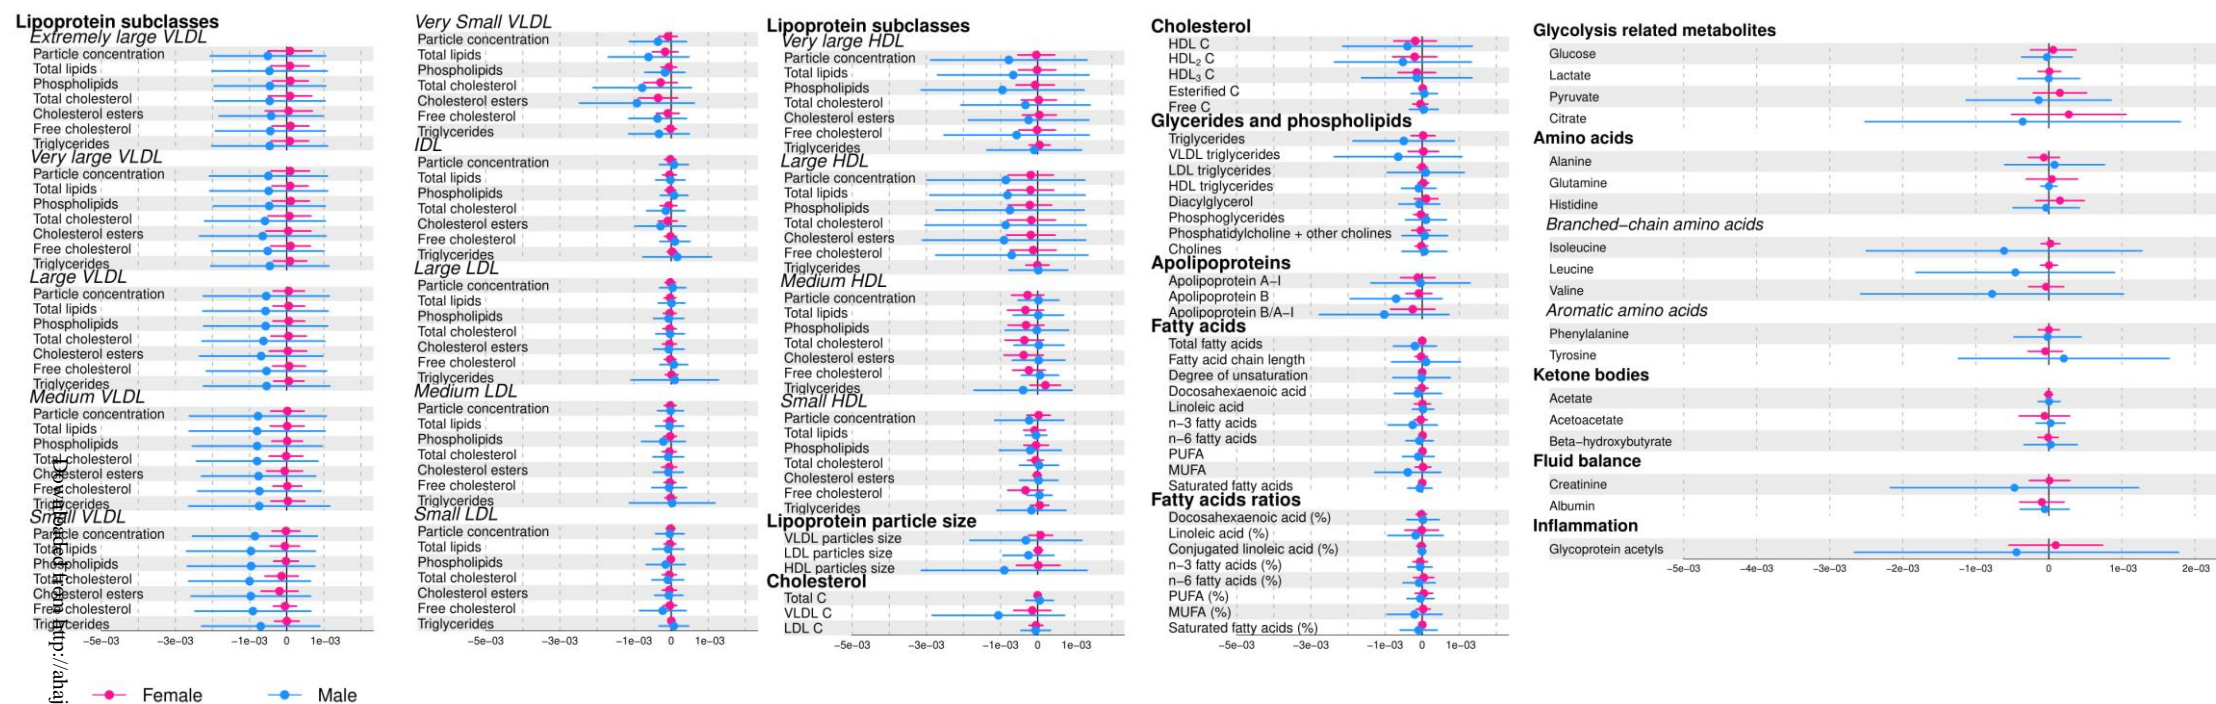 Lipoprotein subclasses
Extremely large VLDL
Particle concentration
Total lipids
Phospholipids
Total cholesterol
Cholesterol esters
Free cholesterol
Triglycerides
Very large VLDL
Particle concentration
Total lipids
Phospholipids
Total cholesterol
Cholesterol esters
Free cholesterol
Triglycerides
Large VLDL
Particle concentration
Total lipids
Phospholipids
Total cholesterol
Cholesterol esters
Free cholesterol
Triglycerides
Medium VLDL
Particle concentration
Total lipids
Phospholipids
Total cholesterol
Cholesterol esters
Free cholesterol
Triglycerides
Small VLDL
Particle concentration
Total lipids
Phospholipids
Total cholesterol
Cholesterol esters
Free cholesterol
Triglycerides
−5e−03 −3e−03 −1e−03 0 1e−03
Downloaded from http://ahaj
Female Male
Very Small VLDL
Particle concentration
Total lipids
Phospholipids
Total cholesterol
Cholesterol esters
Free cholesterol
Triglycerides
IDL
Particle concentration
Total lipids
Phospholipids
Total cholesterol
Cholesterol esters
Free cholesterol
Triglycerides
Large LDL
Particle concentration
Total lipids
Phospholipids
Total cholesterol
Cholesterol esters
Free cholesterol
Triglycerides
Medium LDL
Particle concentration
Total lipids
Phospholipids
Total cholesterol
Cholesterol esters
Free cholesterol
Triglycerides
Small LDL
Particle concentration
Total lipids
Phospholipids
Total cholesterol
Cholesterol esters
Free cholesterol
Triglycerides
−5e−03 −3e−03 −1e−03 0 1e−03
Lipoprotein subclasses
Very large HDL
Particle concentration
Total lipids
Phospholipids
Total cholesterol
Cholesterol esters
Free cholesterol
Triglycerides
Large HDL
Particle concentration
Total lipids
Phospholipids
Total cholesterol
Cholesterol esters
Free cholesterol
Triglycerides
Medium HDL
Particle concentration
Total lipids
Phospholipids
Total cholesterol
Cholesterol esters
Free cholesterol
Triglycerides
Small HDL
Particle concentration
Total lipids
Phospholipids
Total cholesterol
Cholesterol esters
Free cholesterol
Triglycerides
Lipoprotein particle size
VLDL particles size
LDL particles size
HDL particles size
Cholesterol
Total C
VLDL C
LDL C
−5e−03 −3e−03 −1e−03 0 1e−03
Cholesterol
HDL C
HDL₂ C
HDL₃ C
Esterified C
Free C
Glycerides and phospholipids
Triglycerides
VLDL triglycerides
LDL triglycerides
HDL triglycerides
Diacylglycerol
Phosphoglycerides
Phosphatidylcholine + other cholines
Cholines
Apolipoproteins
Apolipoprotein A−I
Apolipoprotein B
Apolipoprotein B/A−I
Fatty acids
Total fatty acids
Fatty acid chain length
Degree of unsaturation
Docosahexaenoic acid
Linoleic acid
n−3 fatty acids
n−6 fatty acids
PUFA
MUFA
Saturated fatty acids
Fatty acids ratios
Docosahexaenoic acid (%)
Linoleic acid (%)
Conjugated linoleic acid (%)
n−3 fatty acids (%)
n−6 fatty acids (%)
PUFA (%)
MUFA (%)
Saturated fatty acids (%)
−5e−03 −3e−03 −1e−03 0 1e−03
Glycolysis related metabolites
Glucose
Lactate
Pyruvate
Citrate
Amino acids
Alanine
Glutamine
Histidine
Branched−chain amino acids
Isoleucine
Leucine
Valine
Aromatic amino acids
Phenylalanine
Tyrosine
Ketone bodies
Acetate
Acetoacetate
Beta−hydroxybutyrate
Fluid balance
Creatinine
Albumin
Inflammation
Glycoprotein acetyls
−5e−03 −4e−03 −3e−03 −2e−03 −1e−03 0 1e−03 2e−03